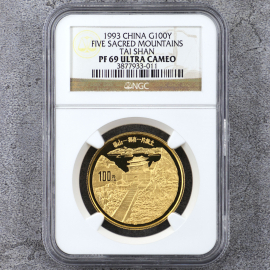 1993 CHINA G100Y
FIVE SACRED MOUNTAINS
TAI SHAN
PF 69 ULTRA CAMEO
3877933-011
NGC
100元